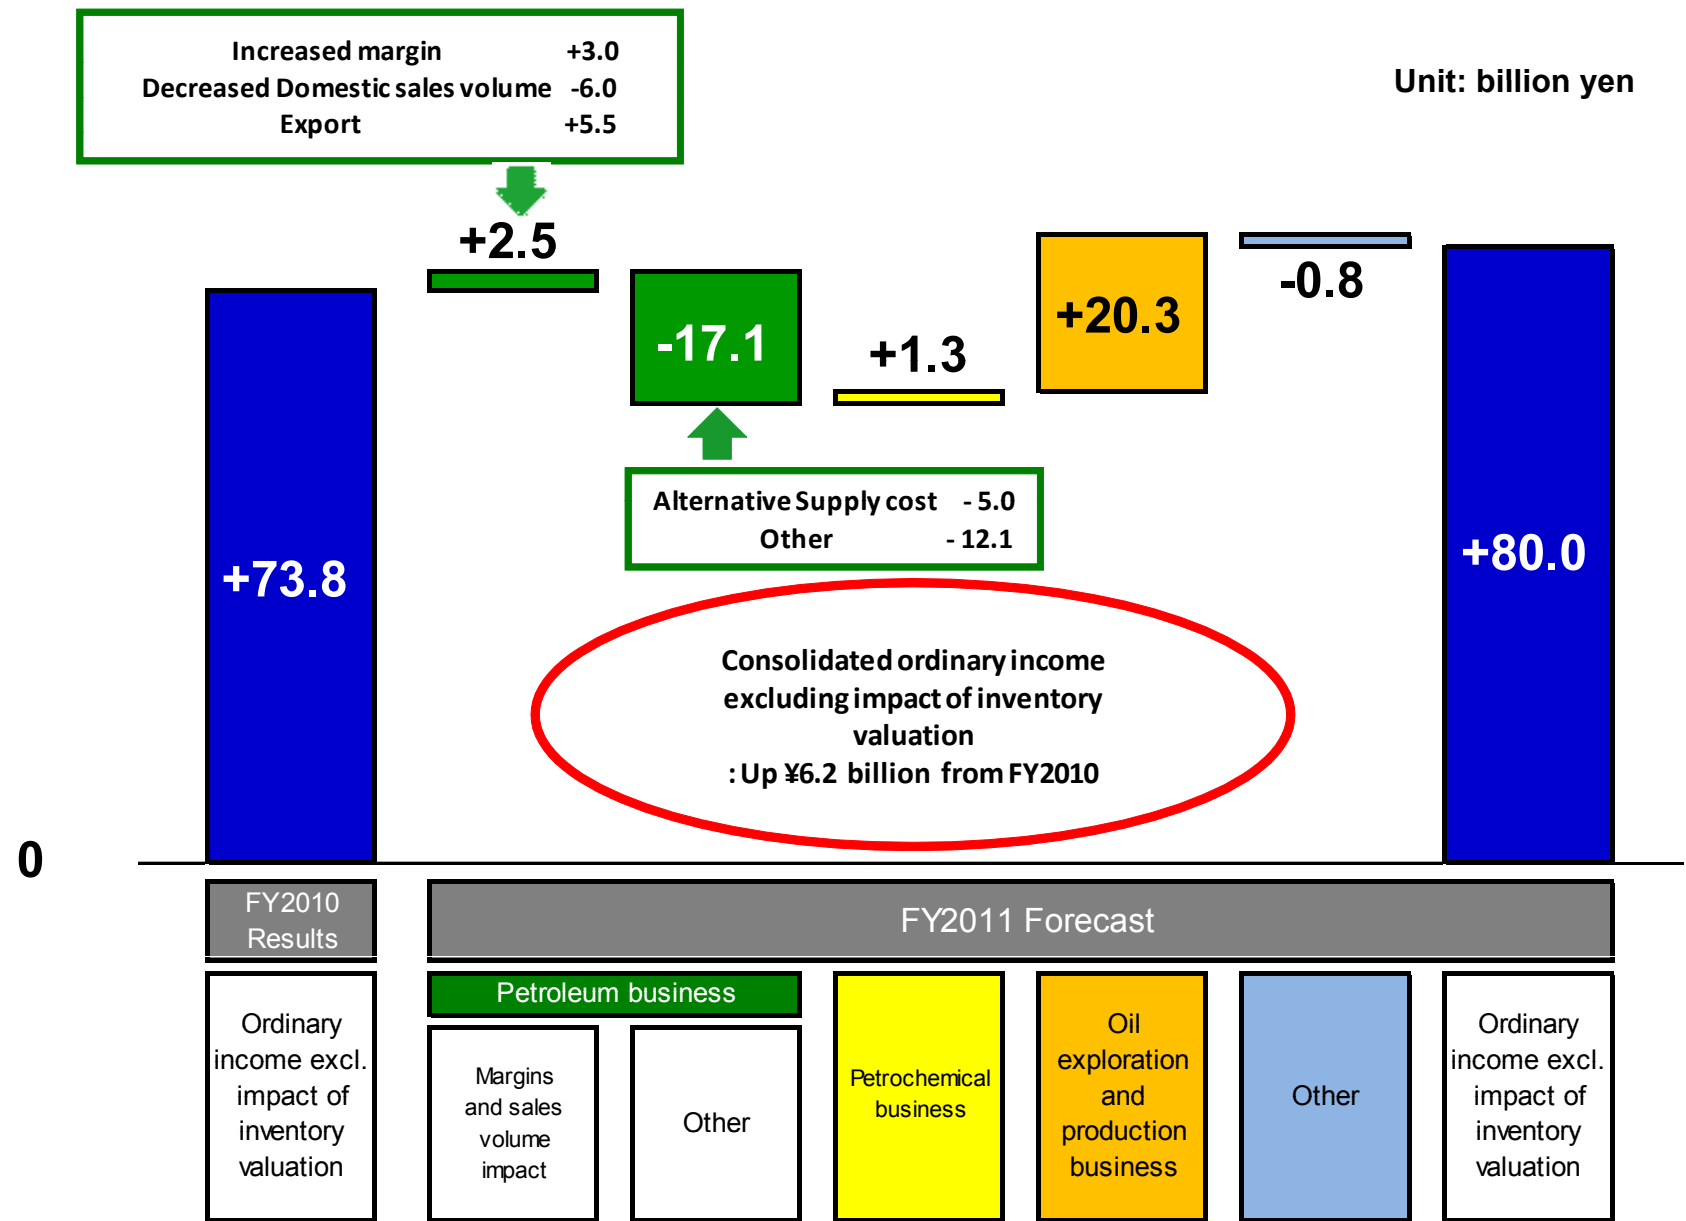 Increased margin +3.0
Decreased Domestic sales volume -6.0
Export +5.5
Unit: billion yen
+2.5
-17.1
+1.3
+20.3
-0.8
Alternative Supply cost - 5.0
Other - 12.1
+73.8
+80.0
Consolidated ordinary income
excluding impact of inventory
valuation
: Up ¥6.2 billion from FY2010
0
FY2010
Results
FY2011 Forecast
Ordinary
income excl.
impact of
inventory
valuation
Petroleum business
Margins
and sales
volume
impact
Other
Petrochemical
business
Oil
exploration
and
production
business
Other
Ordinary
income excl.
impact of
inventory
valuation